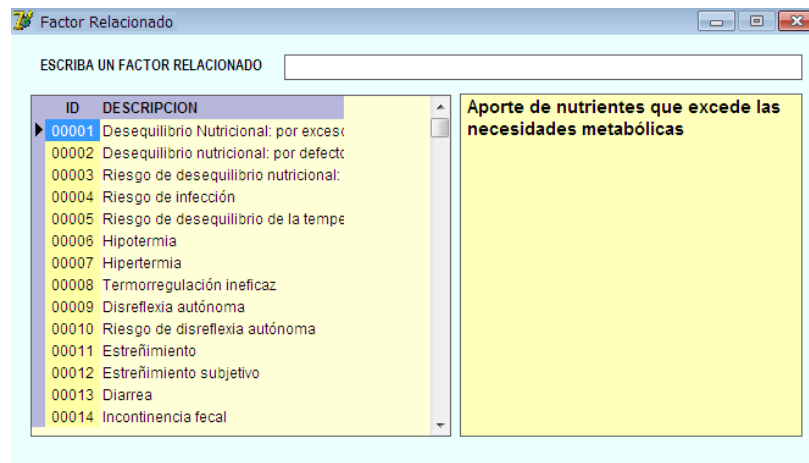 Factor Relacionado
ESCRIBA UN FACTOR RELACIONADO
ID DESCRIPCION
00001 Desequilibrio Nutricional: por exceso
00002 Desequilibrio nutricional: por defecto
00003 Riesgo de desequilibrio nutricional:
00004 Riesgo de infección
00005 Riesgo de desequilibrio de la tempe
00006 Hipotermia
00007 Hipertermia
00008 Termorregulación ineficaz
00009 Disreflexia autónoma
00010 Riesgo de disreflexia autónoma
00011 Estreñimiento
00012 Estreñimiento subjetivo
00013 Diarrea
00014 Incontinencia fecal
Aporte de nutrientes que excede las
necesidades metabólicas